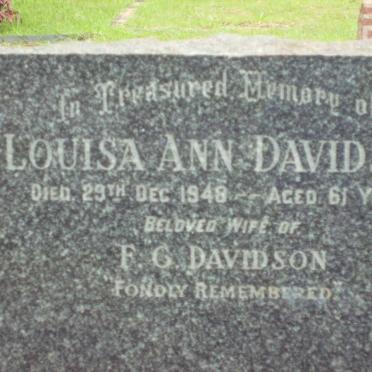 In Treasured Memory of
LOUISA ANN DAVID
DIED 29TH DEC 1948 — AGED 61 Y
BELOVED WIFE OF
F. G. DAVIDSON
"FONDLY REMEMBERED."